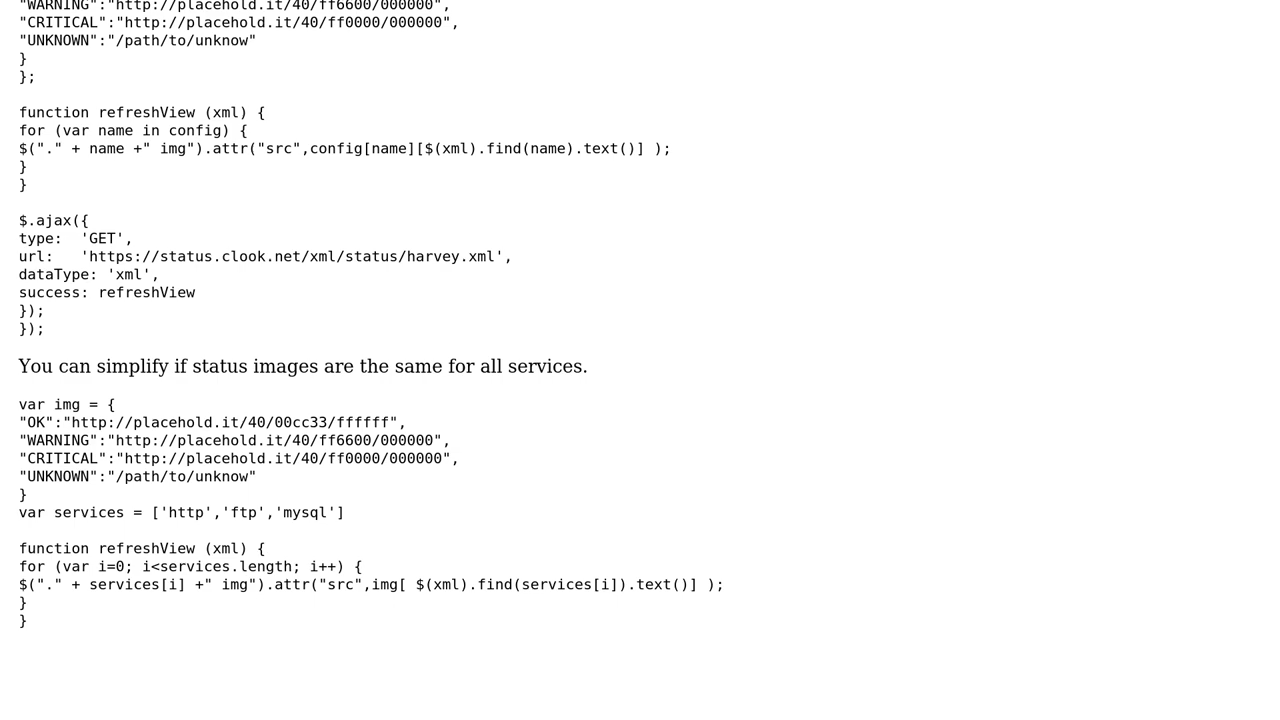 "WARNING":"http://placehold.it/40/ff6600/000000",
"CRITICAL":"http://placehold.it/40/ff0000/000000",
"UNKNOWN":"/path/to/unknow"
}
};

function refreshView (xml) {
for (var name in config) {
$("." + name +" img").attr("src",config[name][$(xml).find(name).text()] );
}
}

$.ajax({
type:  'GET',
url:   'https://status.clook.net/xml/status/harvey.xml',
dataType: 'xml',
success: refreshView
});
});

You can simplify if status images are the same for all services.

var img = {
"OK":"http://placehold.it/40/00cc33/ffffff",
"WARNING":"http://placehold.it/40/ff6600/000000",
"CRITICAL":"http://placehold.it/40/ff0000/000000",
"UNKNOWN":"/path/to/unknow"
}
var services = ['http','ftp','mysql']

function refreshView (xml) {
for (var i=0; i<services.length; i++) {
$("." + services[i] +" img").attr("src",img[ $(xml).find(services[i]).text()] );
}
}